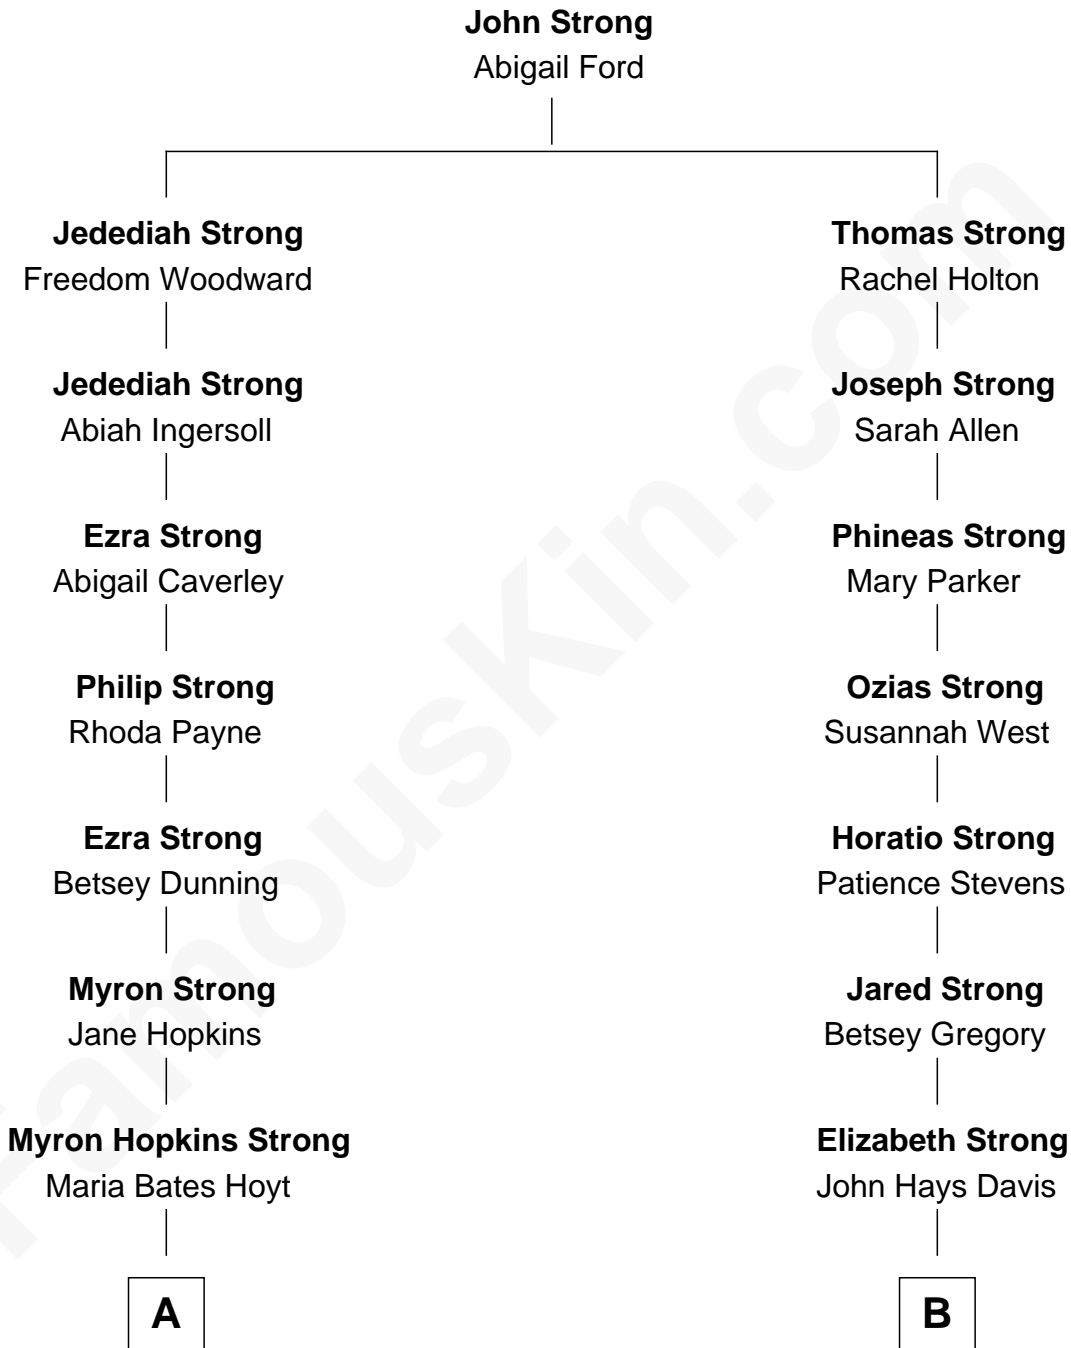 John Strong
Abigail Ford
Jedediah Strong
Freedom Woodward
Thomas Strong
Rachel Holton
Jedediah Strong
Abiah Ingersoll
Joseph Strong
Sarah Allen
Ezra Strong
Abigail Caverley
Phineas Strong
Mary Parker
Philip Strong
Rhoda Payne
Ozias Strong
Susannah West
Ezra Strong
Betsey Dunning
Horatio Strong
Patience Stevens
Myron Strong
Jane Hopkins
Jared Strong
Betsey Gregory
Myron Hopkins Strong
Maria Bates Hoyt
Elizabeth Strong
John Hays Davis
A
B
FamousKin.com